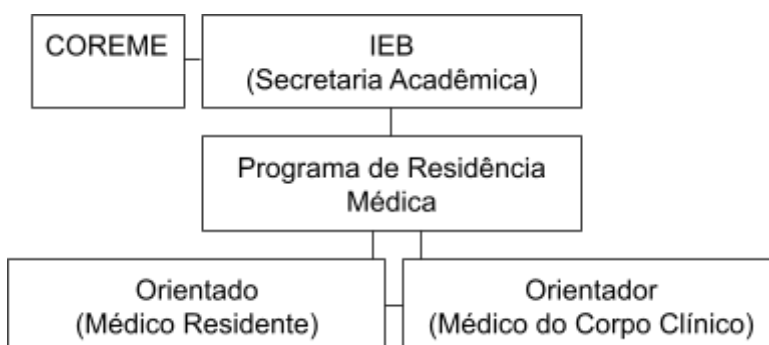 COREME
IEB
(Secretaria Acadêmica)
Programa de Residência
Médica
Orientado
(Médico Residente)
Orientador
(Médico do Corpo Clínico)